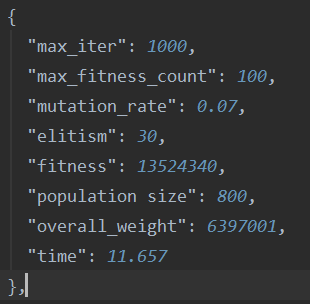 {
"max_iter": 1000,
"max_fitness_count": 100,
"mutation_rate": 0.07,
"elitism": 30,
"fitness": 13524340,
"population size": 800,
"overall_weight": 6397001,
"time": 11.657
},